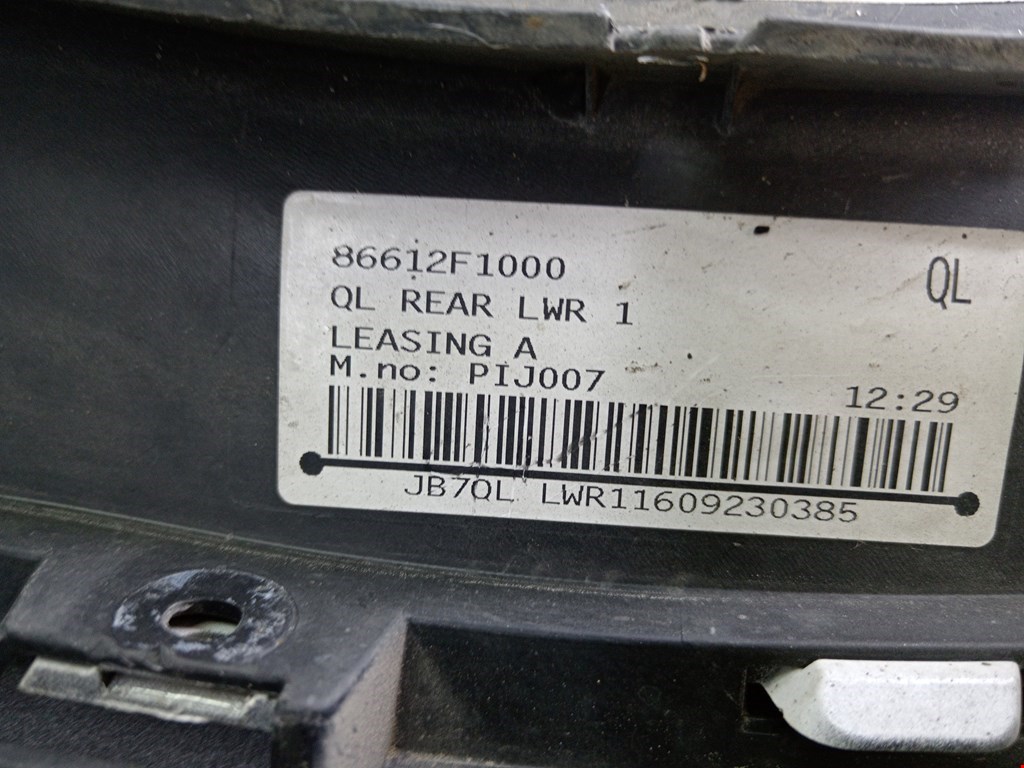 86612F1000
QL
QL REAR LWR 1
LEASING A
M.no: PIJ007
12:29
JB7QL LWR11609230385